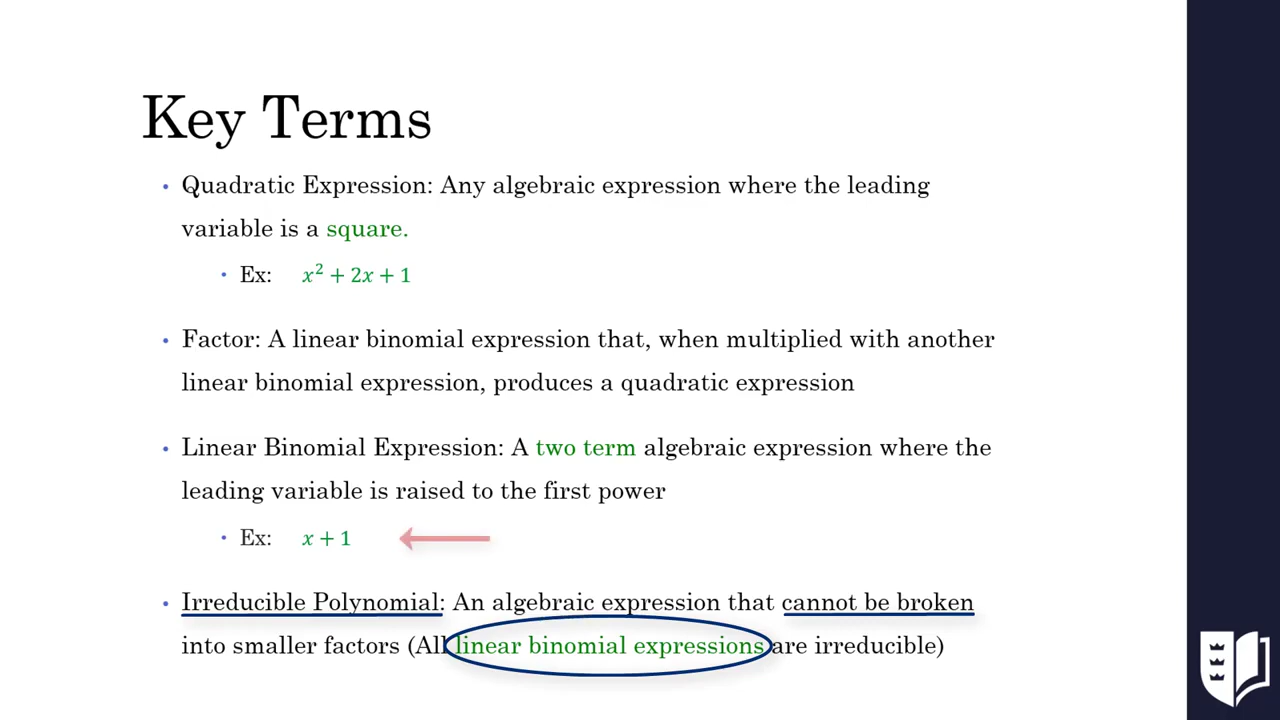 Key Terms
• Quadratic Expression: Any algebraic expression where the leading
variable is a square.
• Ex: x² + 2x + 1
• Factor: A linear binomial expression that, when multiplied with another
linear binomial expression, produces a quadratic expression
• Linear Binomial Expression: A two term algebraic expression where the
leading variable is raised to the first power
• Ex: x + 1
• Irreducible Polynomial: An algebraic expression that cannot be broken
into smaller factors (All linear binomial expressions are irreducible)